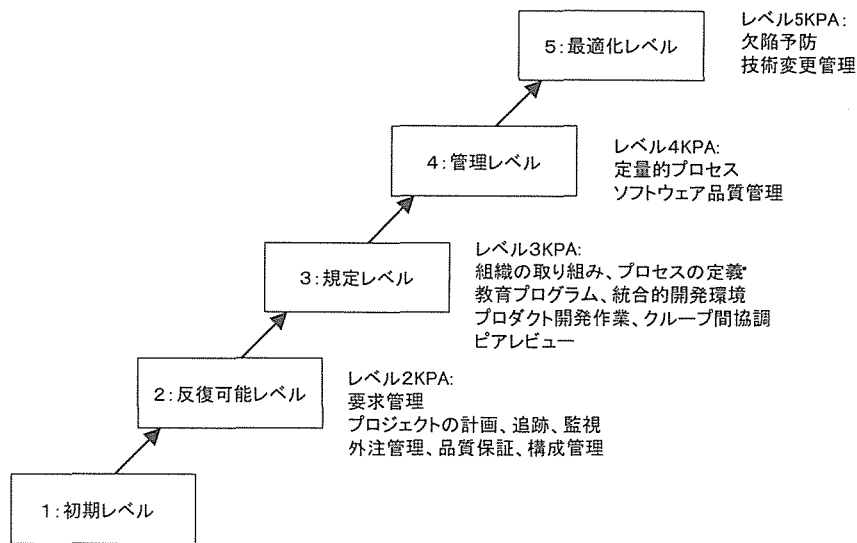 レベル5KPA:
欠陥予防
技術変更管理
5:最適化レベル
レベル4KPA:
定量的プロセス
ソフトウェア品質管理
4:管理レベル
レベル3KPA:
組織の取り組み、プロセスの定義
教育プログラム、統合的開発環境
プロダクト開発作業、クループ間協調
ピアレビュー
3:規定レベル
レベル2KPA:
要求管理
プロジェクトの計画、追跡、監視
外注管理、品質保証、構成管理
2:反復可能レベル
1:初期レベル